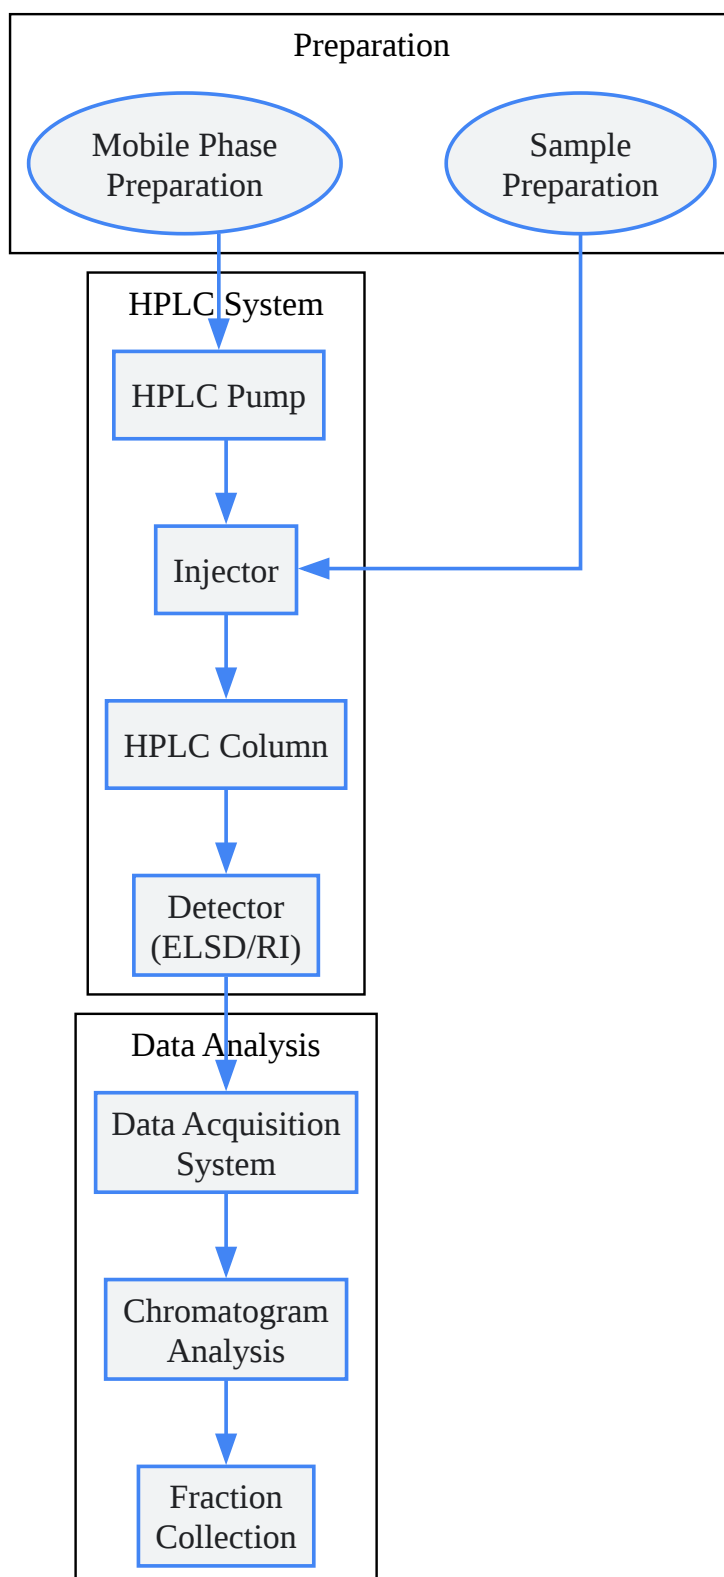 Preparation
Mobile Phase
Preparation
Sample
Preparation
HPLC System
HPLC Pump
Injector
HPLC Column
Detector
(ELSD/RI)
Data Analysis
Data Acquisition
System
Chromatogram
Analysis
Fraction
Collection